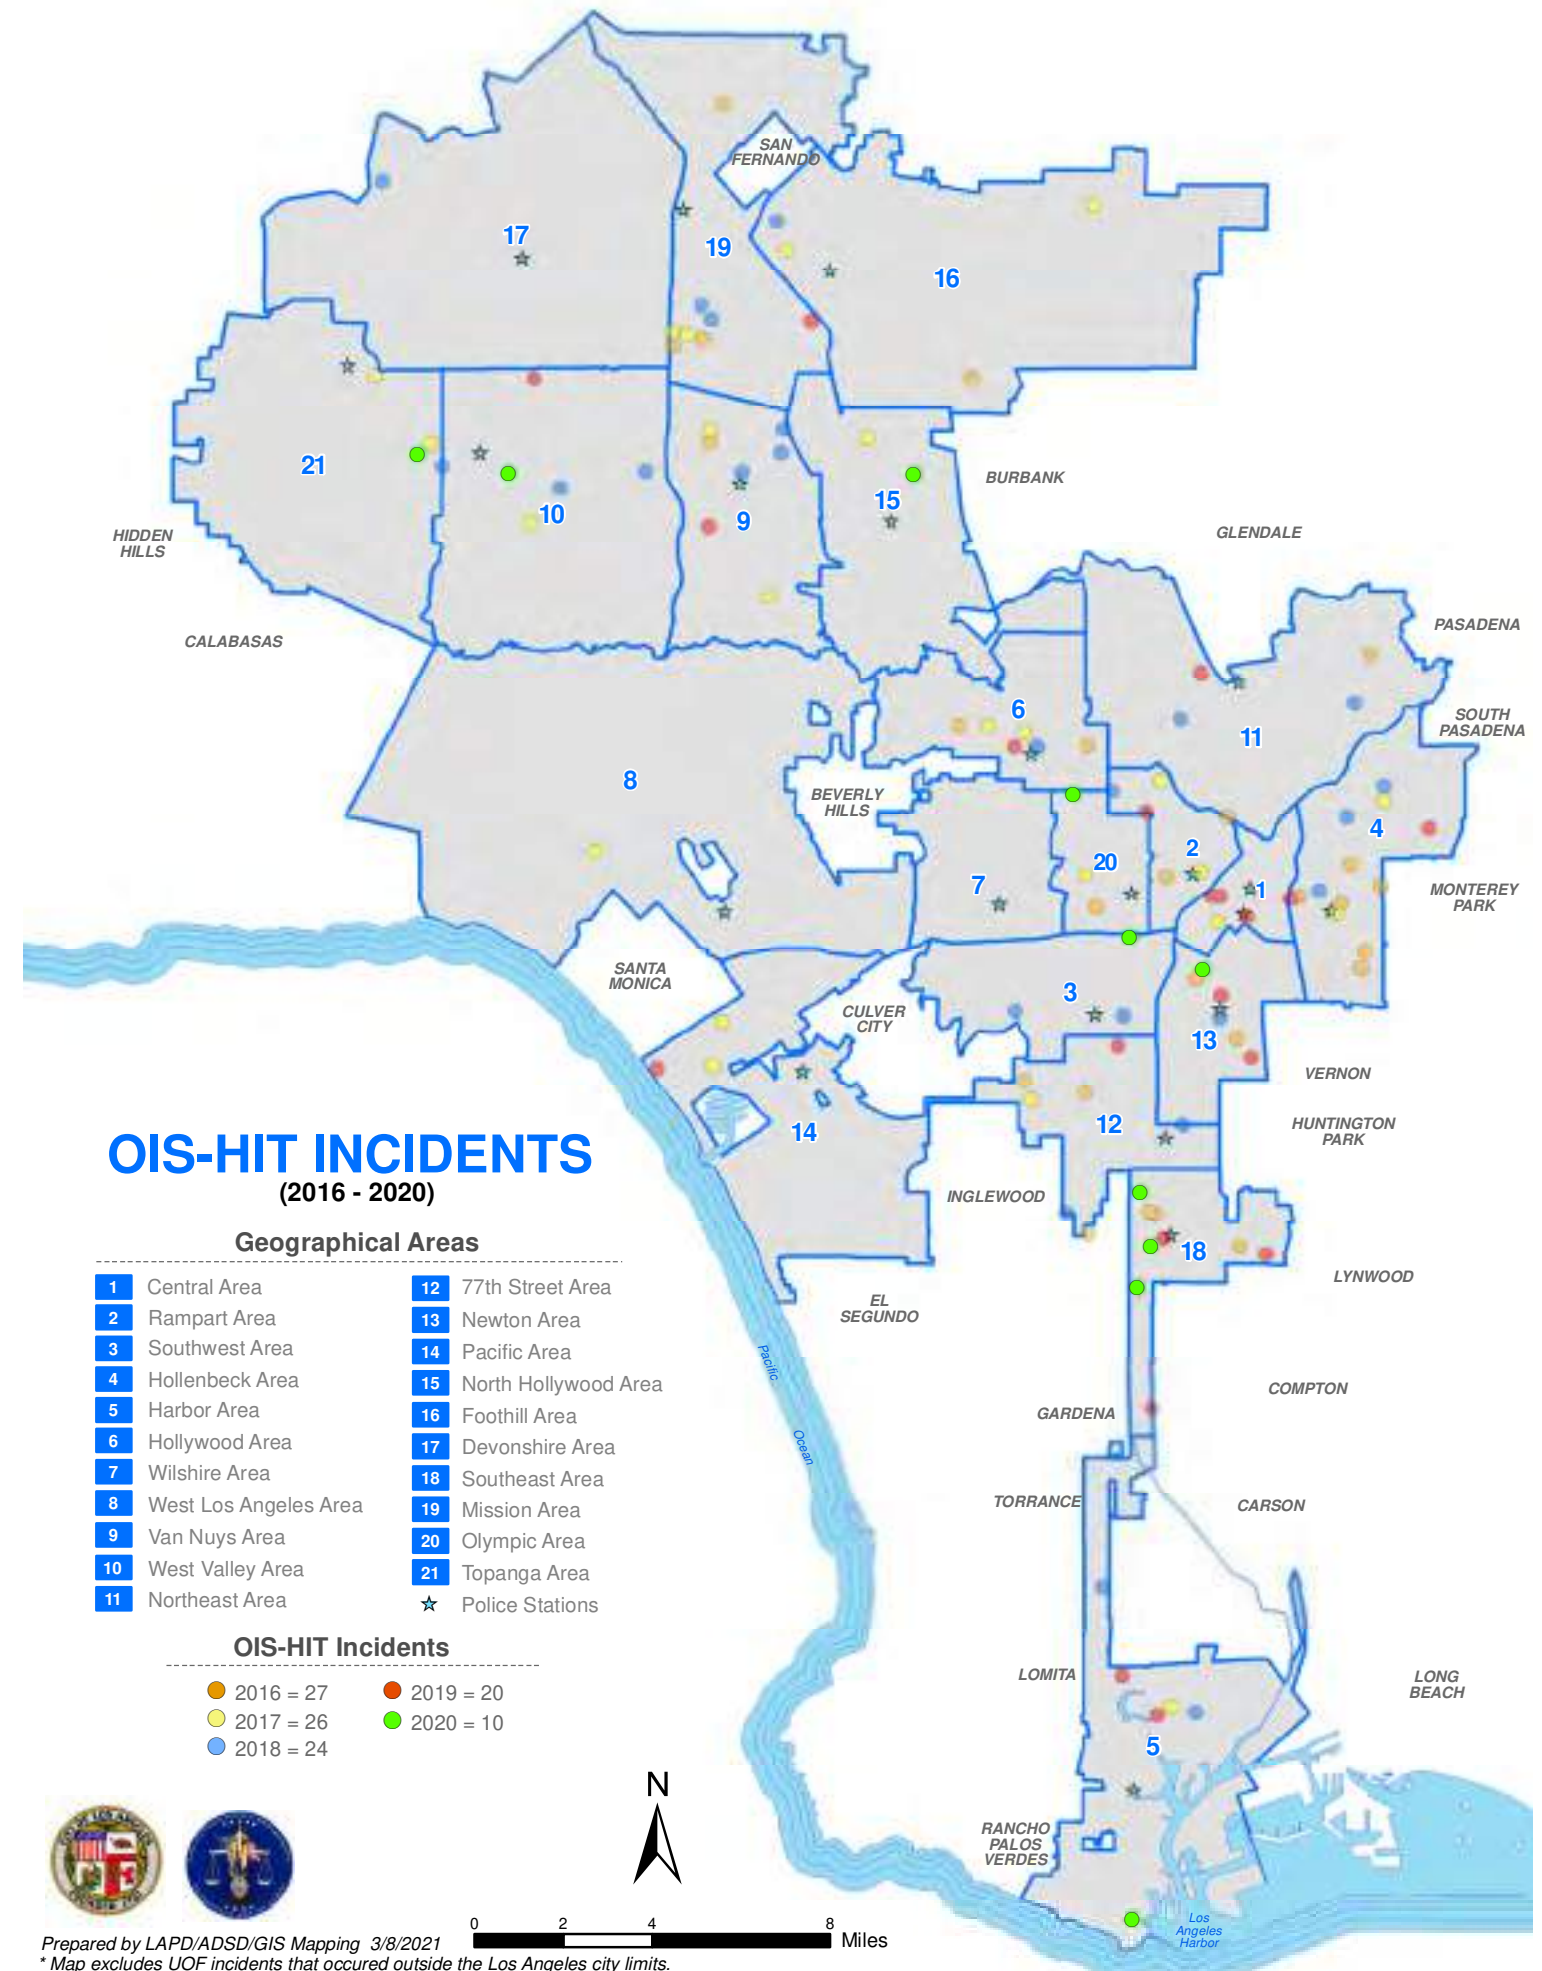 SAN
FERNANDO
17
19
16
21
10
9
15
BURBANK
HIDDEN
HILLS
GLENDALE
CALABASAS
PASADENA
6
11
SOUTH
PASADENA
8
BEVERLY
HILLS
4
2
20
7
1
MONTEREY
PARK
SANTA
MONICA
3
CULVER
CITY
13
VERNON
12
14
HUNTINGTON
PARK
INGLEWOOD
18
LYNWOOD
EL
SEGUNDO
Pacific
Ocean
COMPTON
GARDENA
TORRANCE
CARSON
LOMITA
LONG
BEACH
5
RANCHO
PALOS
VERDES
Los
Angeles
Harbor
OIS-HIT INCIDENTS
(2016 - 2020)
Geographical Areas
1 Central Area
2 Rampart Area
3 Southwest Area
4 Hollenbeck Area
5 Harbor Area
6 Hollywood Area
7 Wilshire Area
8 West Los Angeles Area
9 Van Nuys Area
10 West Valley Area
11 Northeast Area
12 77th Street Area
13 Newton Area
14 Pacific Area
15 North Hollywood Area
16 Foothill Area
17 Devonshire Area
18 Southeast Area
19 Mission Area
20 Olympic Area
21 Topanga Area
Police Stations
OIS-HIT Incidents
2016 = 27
2017 = 26
2018 = 24
2019 = 20
2020 = 10
N
0 2 4 8
Miles
Prepared by LAPD/ADSD/GIS Mapping 3/8/2021
* Map excludes UOF incidents that occured outside the Los Angeles city limits.